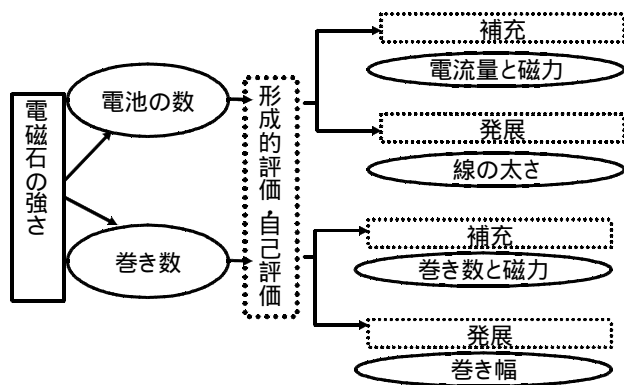 電磁石の強さ
電池の数
巻き数
形成的評価,自己評価
補充
電流量と磁力
発展
線の太さ
補充
巻き数と磁力
発展
巻き幅